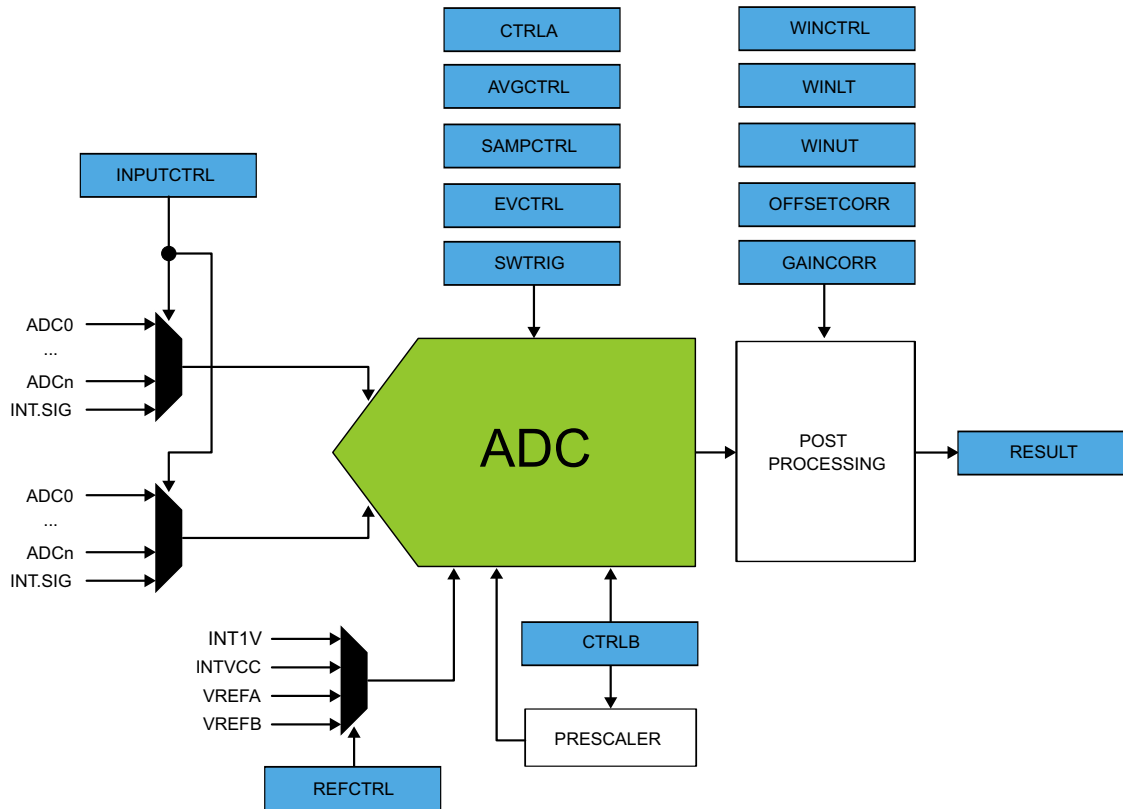 CTRLA
WINCTRL
AVGCTRL
WINLT
SAMPCTRL
WINUT
INPUTCTRL
EVCTRL
OFFSETCORR
SWTRIG
GAINCORR
ADC0
...
ADCn
INT.SIG
ADC
POST
PROCESSING
RESULT
ADC0
...
ADCn
INT.SIG
INT1V
INTVCC
VREFA
VREFB
CTRLB
PRESCALER
REFCTRL